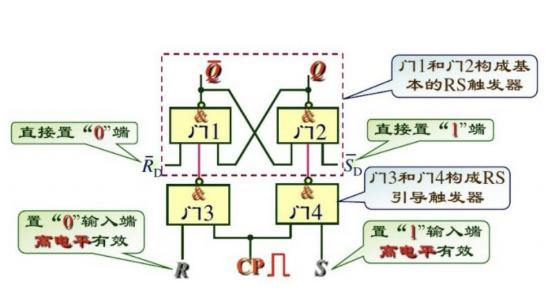 Q̅
Q
门1和门2构成基
本的RS触发器
&
门1
&
门2
直接置“0”端
R̅D
S̅D
直接置“1”端
&
门3
&
门4
门3和门4构成RS
引导触发器
置“0”输入端
高电平有效
R
CP
S
置“1”输入端
高电平有效